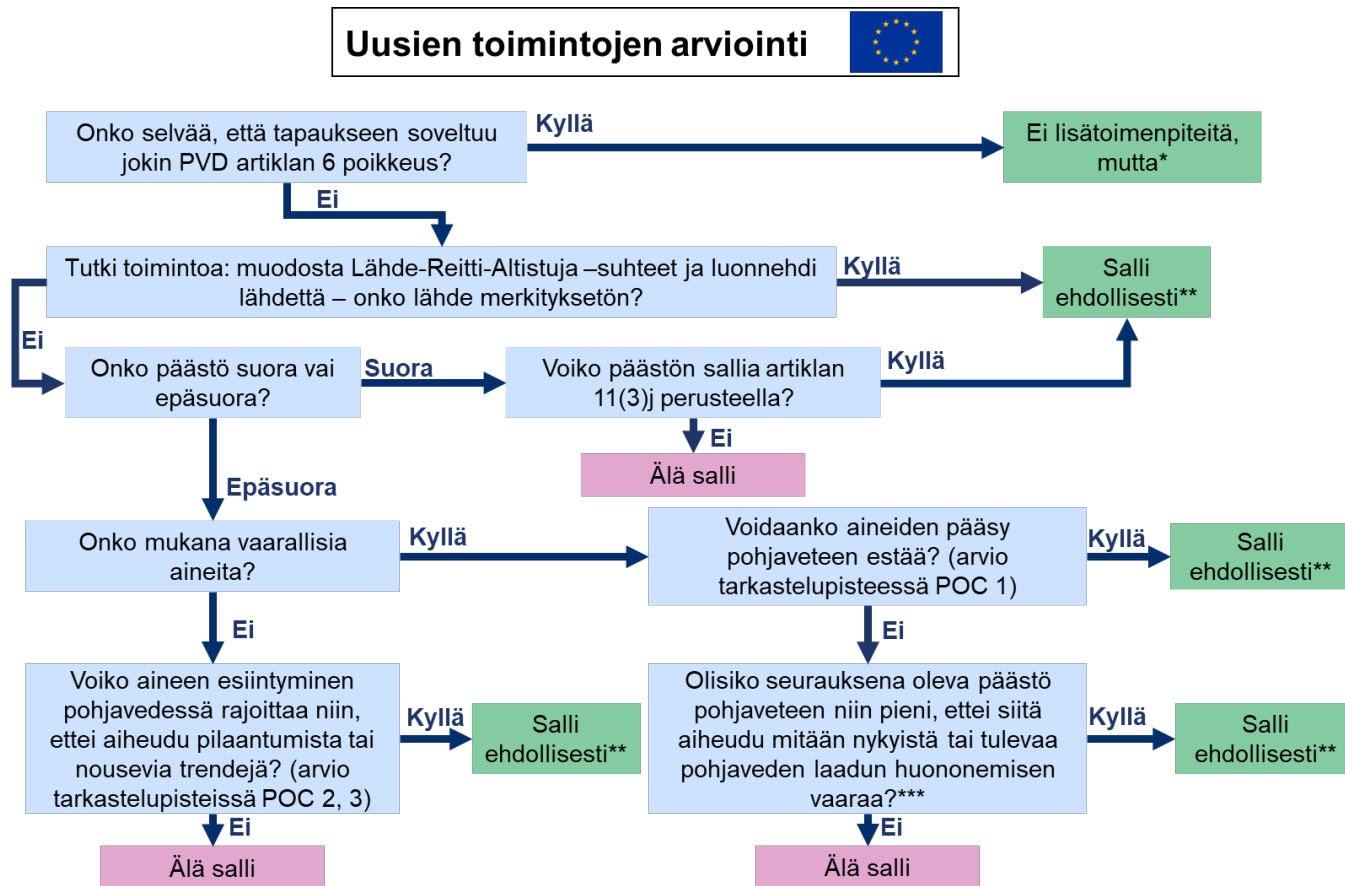 Uusien toimintojen arviointi
Onko selvää, että tapaukseen soveltuu
jokin PVD artiklan 6 poikkeus?
Kyllä
Ei lisätoimenpiteitä,
mutta*
Ei
Tutki toimintoa: muodosta Lähde-Reitti-Altistuja –suhteet ja luonnehdi
lähdettä – onko lähde merkityksetön?
Kyllä
Salli
ehdollisesti**
Ei
Onko päästö suora vai
epäsuora?
Suora
Voiko päästön sallia artiklan
11(3)j perusteella?
Kyllä
Ei
Älä salli
Epäsuora
Onko mukana vaarallisia
aineita?
Kyllä
Voidaanko aineiden pääsy
pohjaveteen estää? (arvio
tarkastelupisteessä POC 1)
Kyllä
Salli
ehdollisesti**
Ei
Ei
Voiko aineen esiintyminen
pohjavedessä rajoittaa niin,
ettei aiheudu pilaantumista tai
nousevia trendejä? (arvio
tarkastelupisteissä POC 2, 3)
Kyllä
Salli
ehdollisesti**
Olisiko seurauksena oleva päästö
pohjaveteen niin pieni, ettei siitä
aiheudu mitään nykyistä tai tulevaa
pohjaveden laadun huononemisen
vaaraa?***
Kyllä
Salli
ehdollisesti**
Ei
Älä salli
Ei
Älä salli